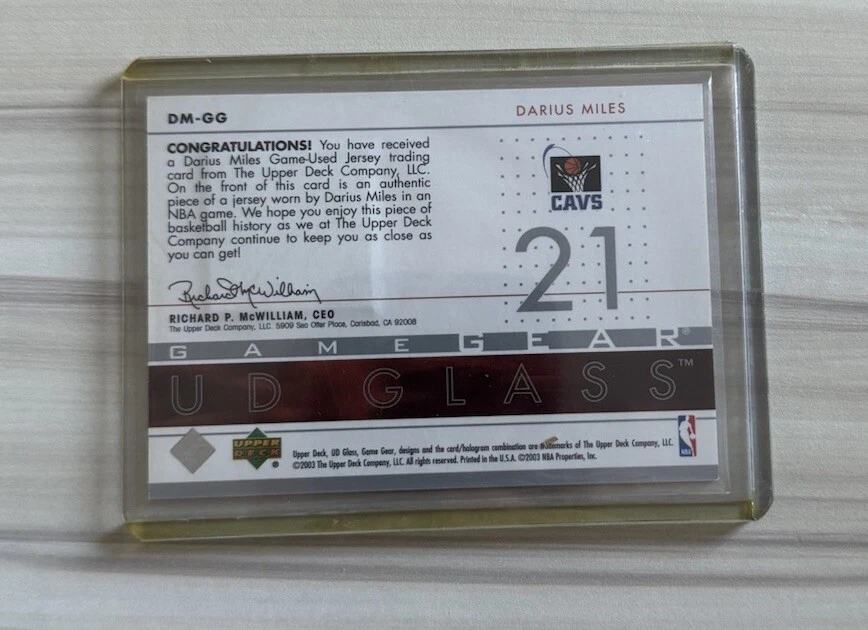 DM-GG
DARIUS MILES
CONGRATULATIONS! You have received
a Darius Miles Game-Used Jersey trading
card from The Upper Deck Company, LLC.
On the front of this card is an authentic
piece of a jersey worn by Darius Miles in an
NBA game. We hope you enjoy this piece of
basketball history as we at The Upper Deck
Company continue to keep you as close as
you can get!
CAVS
21
Richard McWilliam
RICHARD P. McWILLIAM, CEO
The Upper Deck Company, LLC. 5909 Sea Otter Place, Carlsbad, CA 92008
GAME GEAR®
UD GLASS™
UPPER
DECK
®
Upper Deck, UD Glass, Game Gear, designs and the card/hologram combination are trademarks of The Upper Deck Company, LLC.
©2003 The Upper Deck Company, LLC. All rights reserved. Printed in the U.S.A. ©2003 NBA Properties, Inc.
NBA